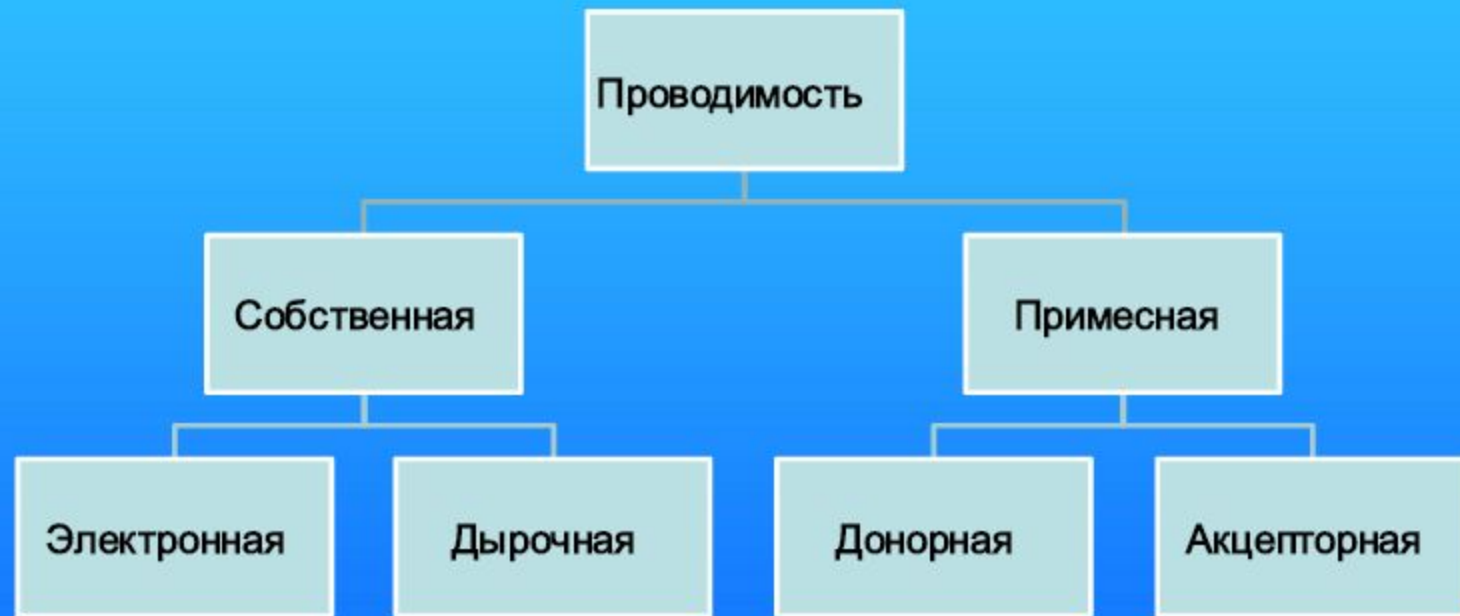 Проводимость
Собственная
Примесная
Электронная
Дырочная
Донорная
Акцепторная